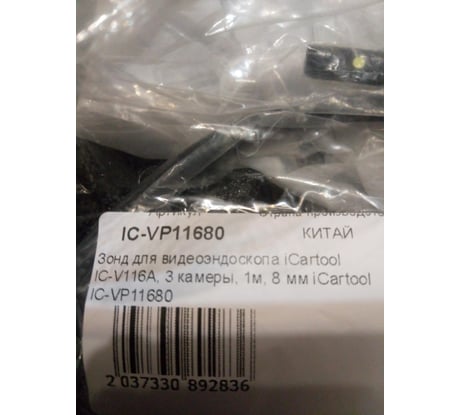 Артикул Страна производств
IC-VP11680 КИТАЙ
Зонд для видеоэндоскопа iCartool
IC-V116A, 3 камеры, 1м, 8 мм iCartool
IC-VP11680
2 037330 892836